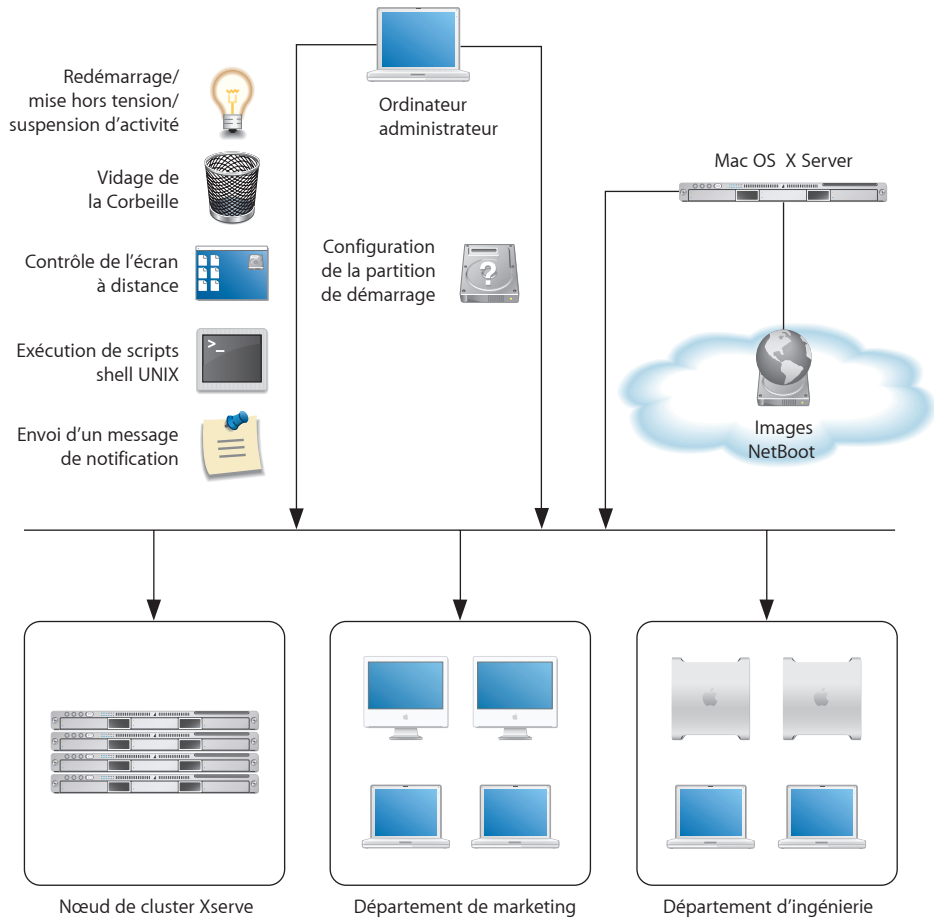 Redémarrage/
mise hors tension/
suspension d'activité
Ordinateur
administrateur
Vidage de
la Corbeille
Mac OS X Server
Contrôle de l'écran
à distance
Configuration
de la partition
de démarrage
?
Exécution de scripts
shell UNIX
>_
Envoi d'un message
de notification
Images
NetBoot
Nœud de cluster Xserve
Département de marketing
Département d'ingénierie